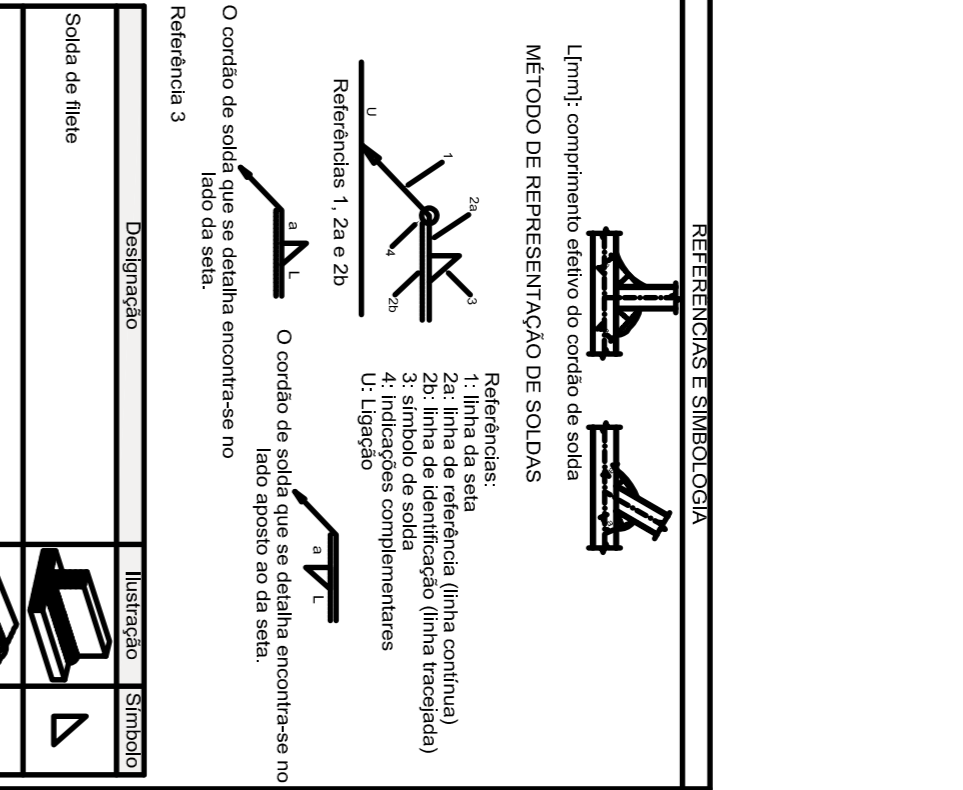 REFERÊNCIAS E SIMBOLOGIA
L[mm]: comprimento efetivo do cordão de solda
MÉTODO DE REPRESENTAÇÃO DE SOLDAS
1
2a
3
4
2b
U
Referências 1, 2a e 2b
Referências:
1: linha da seta
2a: linha de referência (linha contínua)
2b: linha de identificação (linha tracejada)
3: símbolo de solda
4: indicações complementares
U: Ligação
a
L
O cordão de solda que se detalha encontra-se no
lado da seta.
a
L
O cordão de solda que se detalha encontra-se no
lado aposto ao da seta.
Referência 3
Designação
Ilustração
Símbolo
Solda de filete